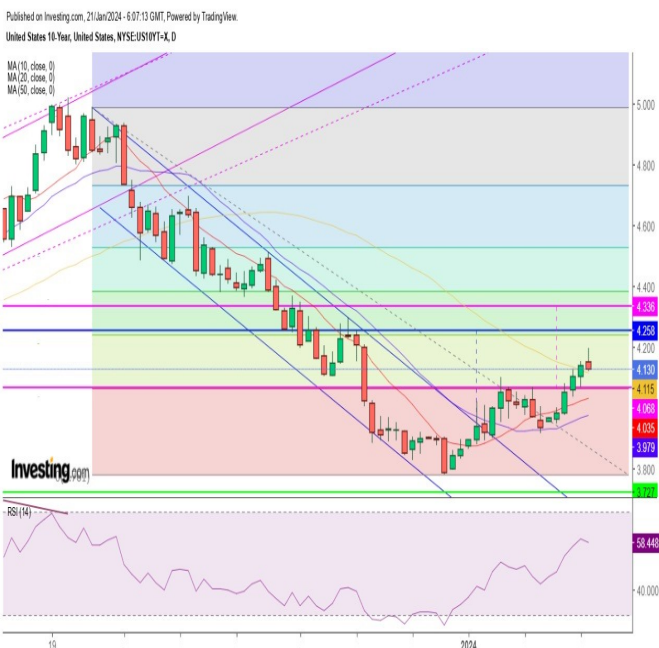 Published on Investing.com, 21/Jan/2024 - 6:07:13 GMT, Powered by TradingView.
United States 10-Year, United States, NYSE:US10YT=X, D
MA (10, close, 0)
MA (20, close, 0)
MA (50, close, 0)
5.000
4.800
4.600
4.400
4.336
4.258
4.200
4.130
4.115
4.068
4.035
3.979
3.800
3.727
Investing.com
RSI (14)
58.448
40.000
19
2024